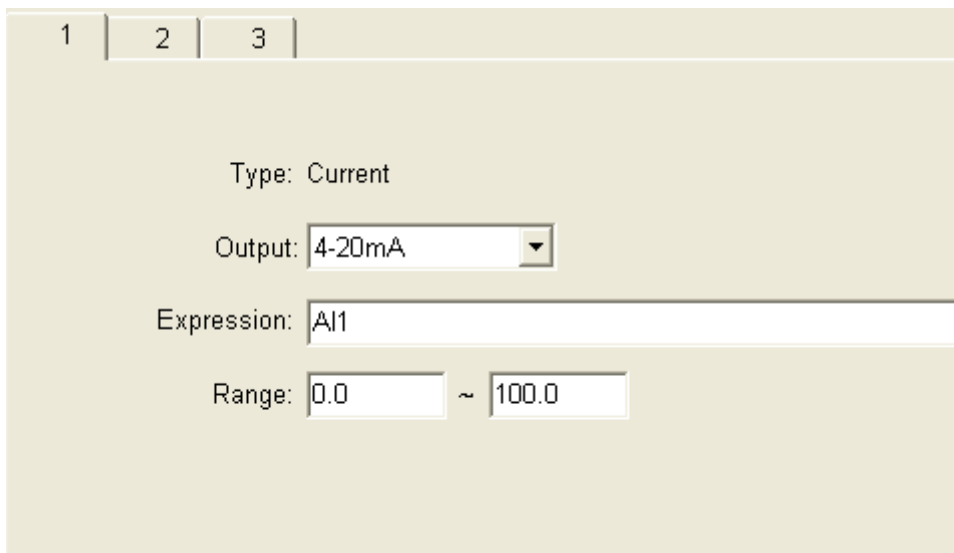 1 2 3
Type: Current
Output: 4-20mA
Expression: AI1
Range: 0.0 ~ 100.0